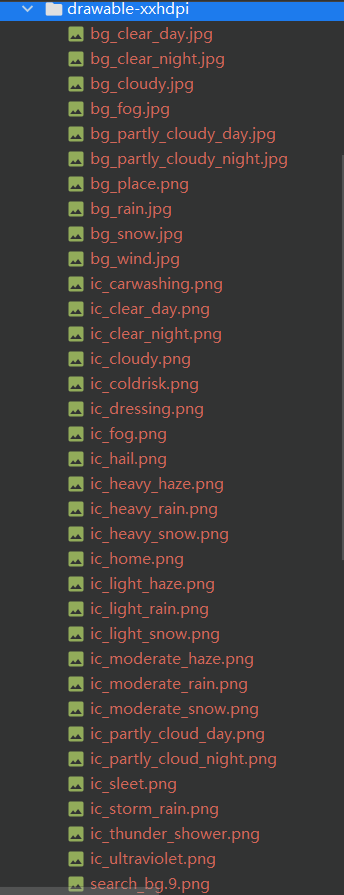 drawable-xxhdpi
bg_clear_day.jpg
bg_clear_night.jpg
bg_cloudy.jpg
bg_fog.jpg
bg_partly_cloudy_day.jpg
bg_partly_cloudy_night.jpg
bg_place.png
bg_rain.jpg
bg_snow.jpg
bg_wind.jpg
ic_carwashing.png
ic_clear_day.png
ic_clear_night.png
ic_cloudy.png
ic_coldrisk.png
ic_dressing.png
ic_fog.png
ic_hail.png
ic_heavy_haze.png
ic_heavy_rain.png
ic_heavy_snow.png
ic_home.png
ic_light_haze.png
ic_light_rain.png
ic_light_snow.png
ic_moderate_haze.png
ic_moderate_rain.png
ic_moderate_snow.png
ic_partly_cloud_day.png
ic_partly_cloud_night.png
ic_sleet.png
ic_storm_rain.png
ic_thunder_shower.png
ic_ultraviolet.png
search_bg.9.png